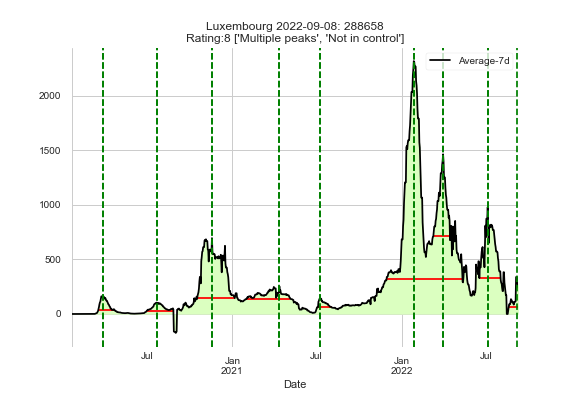 Luxembourg 2022-09-08: 288658
Rating:8 ['Multiple peaks', 'Not in control']
Average-7d
2000
1500
1000
500
0
Jul
Jan
2021
Jul
Jan
2022
Jul
Date